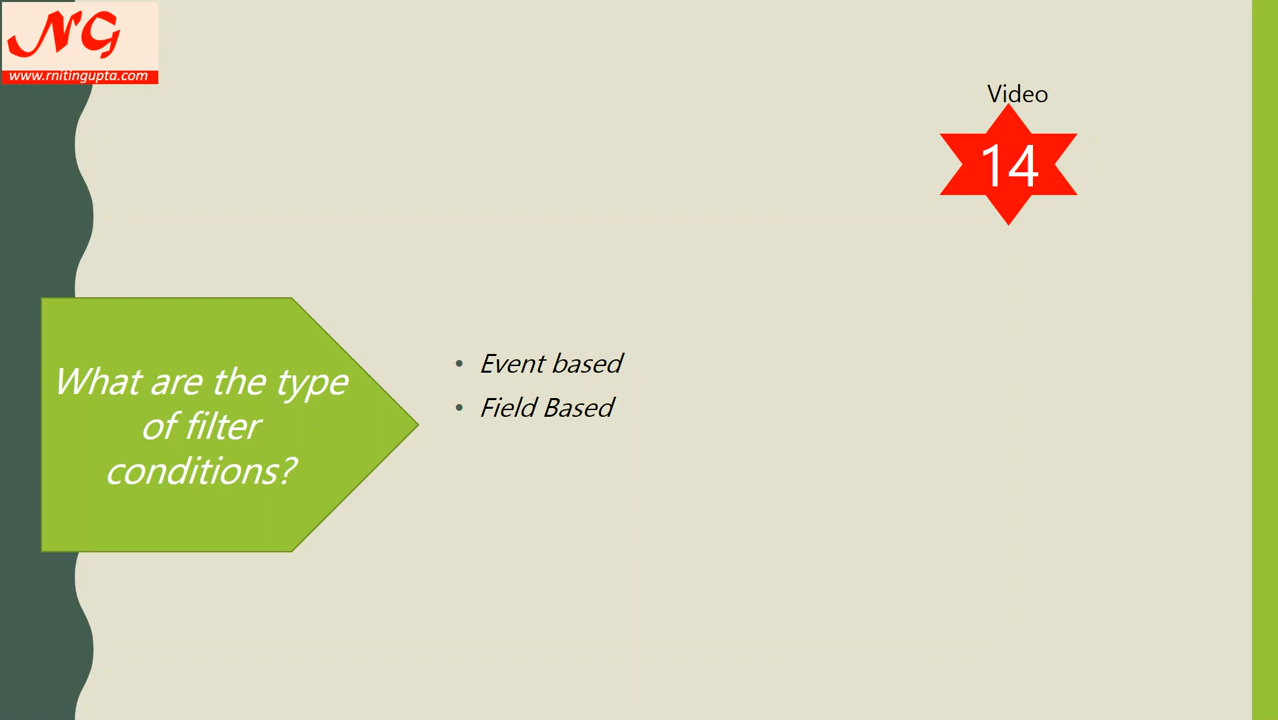 NG
www.rnitingupta.com
Video
14
What are the type
of filter
conditions?
• Event based
• Field Based